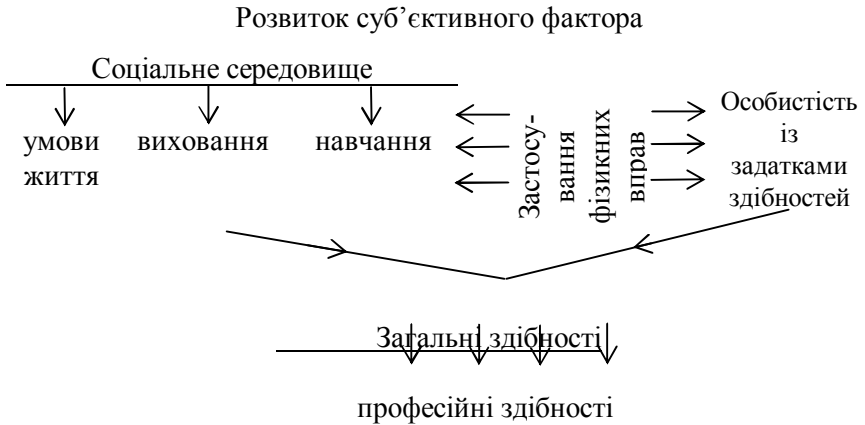 Розвиток суб’єктивного фактора
Соціальне середовище
умови
життя
виховання
навчання
Застосу-
вання
фізикних
вправ
Особистість
із
задатками
здібностей
Загальні здібності
професійні здібності